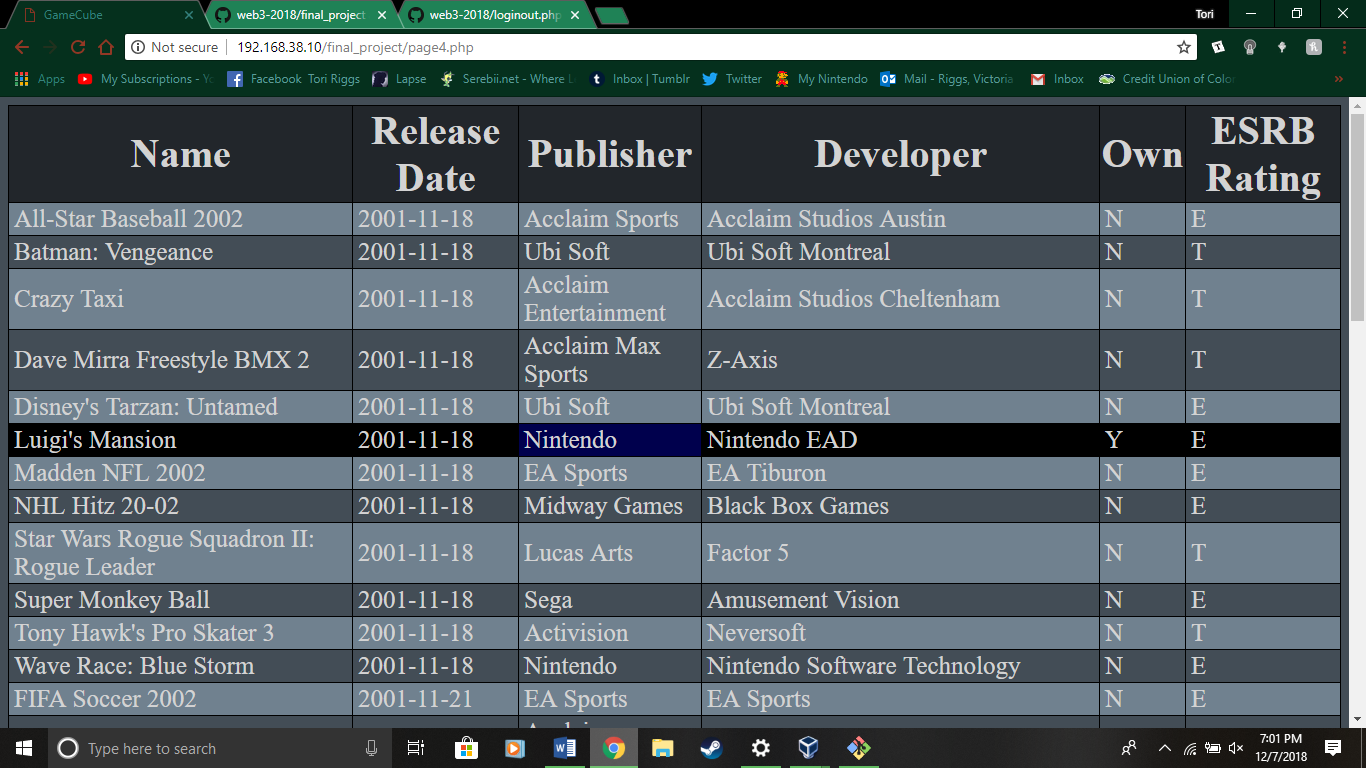 GameCube
web3-2018/final_project
web3-2018/loginout.php
Tori
Not secure
192.168.38.10/final_project/page4.php
Apps
My Subscriptions - Yo
Facebook Tori Riggs
Lapse
Serebii.net - Where L
Inbox | Tumblr
Twitter
My Nintendo
Mail - Riggs, Victoria
Inbox
Credit Union of Color
Name Release Date Publisher Developer Own ESRB Rating
All-Star Baseball 2002 2001-11-18 Acclaim Sports Acclaim Studios Austin N E
Batman: Vengeance 2001-11-18 Ubi Soft Ubi Soft Montreal N T
Crazy Taxi 2001-11-18 Acclaim Entertainment Acclaim Studios Cheltenham N T
Dave Mirra Freestyle BMX 2 2001-11-18 Acclaim Max Sports Z-Axis N T
Disney's Tarzan: Untamed 2001-11-18 Ubi Soft Ubi Soft Montreal N E
Luigi's Mansion 2001-11-18 Nintendo Nintendo EAD Y E
Madden NFL 2002 2001-11-18 EA Sports EA Tiburon N E
NHL Hitz 20-02 2001-11-18 Midway Games Black Box Games N E
Star Wars Rogue Squadron II: Rogue Leader 2001-11-18 Lucas Arts Factor 5 N T
Super Monkey Ball 2001-11-18 Sega Amusement Vision N E
Tony Hawk's Pro Skater 3 2001-11-18 Activision Neversoft N T
Wave Race: Blue Storm 2001-11-18 Nintendo Nintendo Software Technology N E
FIFA Soccer 2002 2001-11-21 EA Sports EA Sports N E
Type here to search
7:01 PM
12/7/2018